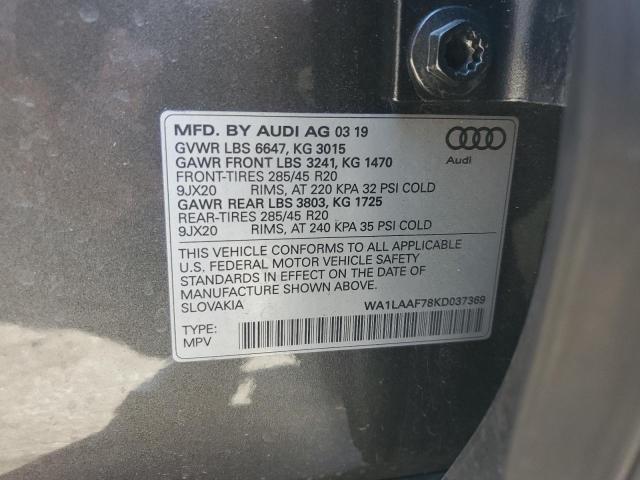 MFD. BY AUDI AG 03 19
GVWR LBS 6647, KG 3015
GAWR FRONT LBS 3241, KG 1470
FRONT-TIRES 285/45 R20
9JX20 RIMS, AT 220 KPA 32 PSI COLD
GAWR REAR LBS 3803, KG 1725
REAR-TIRES 285/45 R20
9JX20 RIMS, AT 240 KPA 35 PSI COLD
Audi
THIS VEHICLE CONFORMS TO ALL APPLICABLE
U.S. FEDERAL MOTOR VEHICLE SAFETY
STANDARDS IN EFFECT ON THE DATE OF
MANUFACTURE SHOWN ABOVE.
SLOVAKIA
WA1LAAF78KD037369
TYPE:
MPV